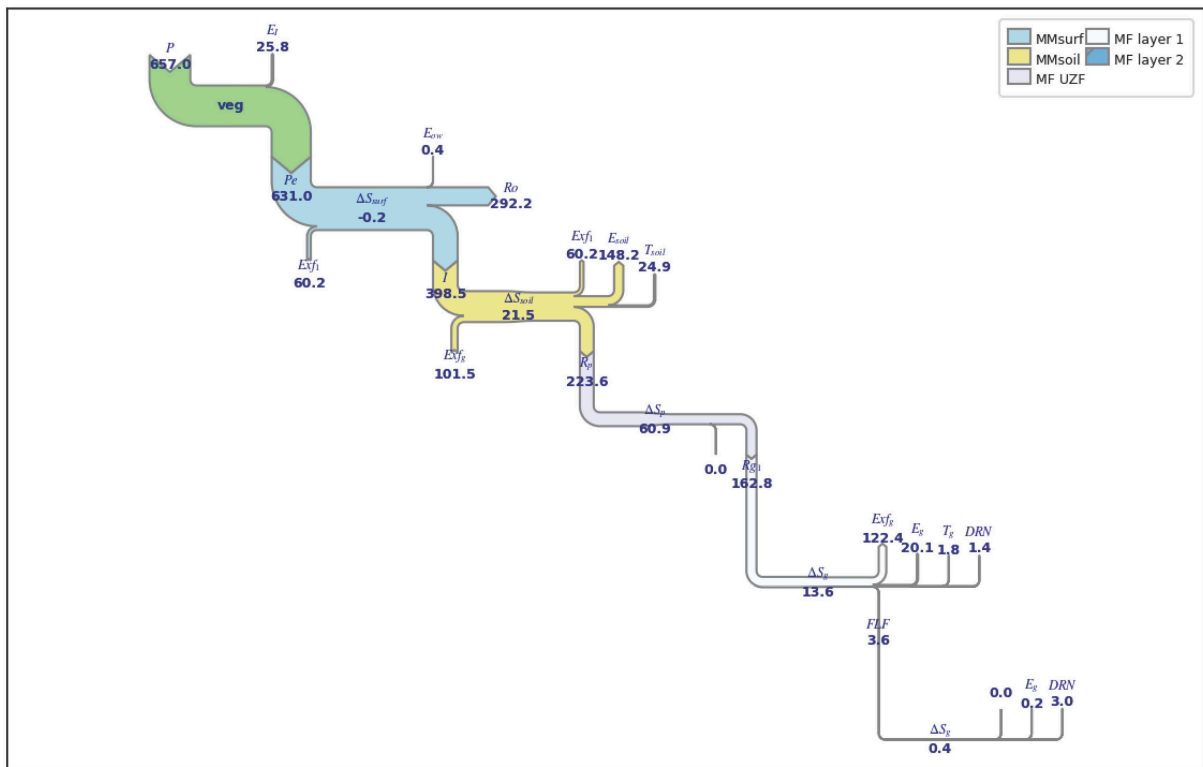 P
657.0
E_I
25.8
veg
MMsurf
MMsoil
MF UZF
MF layer 1
MF layer 2
E_ow
0.4
Pe
631.0
ΔS_surf
-0.2
Ro
292.2
Exf_1
60.2
I
398.5
Exf_1
60.2
E_soil
148.2
T_soil
24.9
ΔS_soil
21.5
Exf_g
101.5
R_p
223.6
ΔS_p
60.9
0.0
Rg_1
162.8
Exf_g
122.4
E_g
20.1
T_g
1.8
DRN
1.4
ΔS_g
13.6
FLF
3.6
0.0
E_g
0.2
DRN
3.0
ΔS_g
0.4